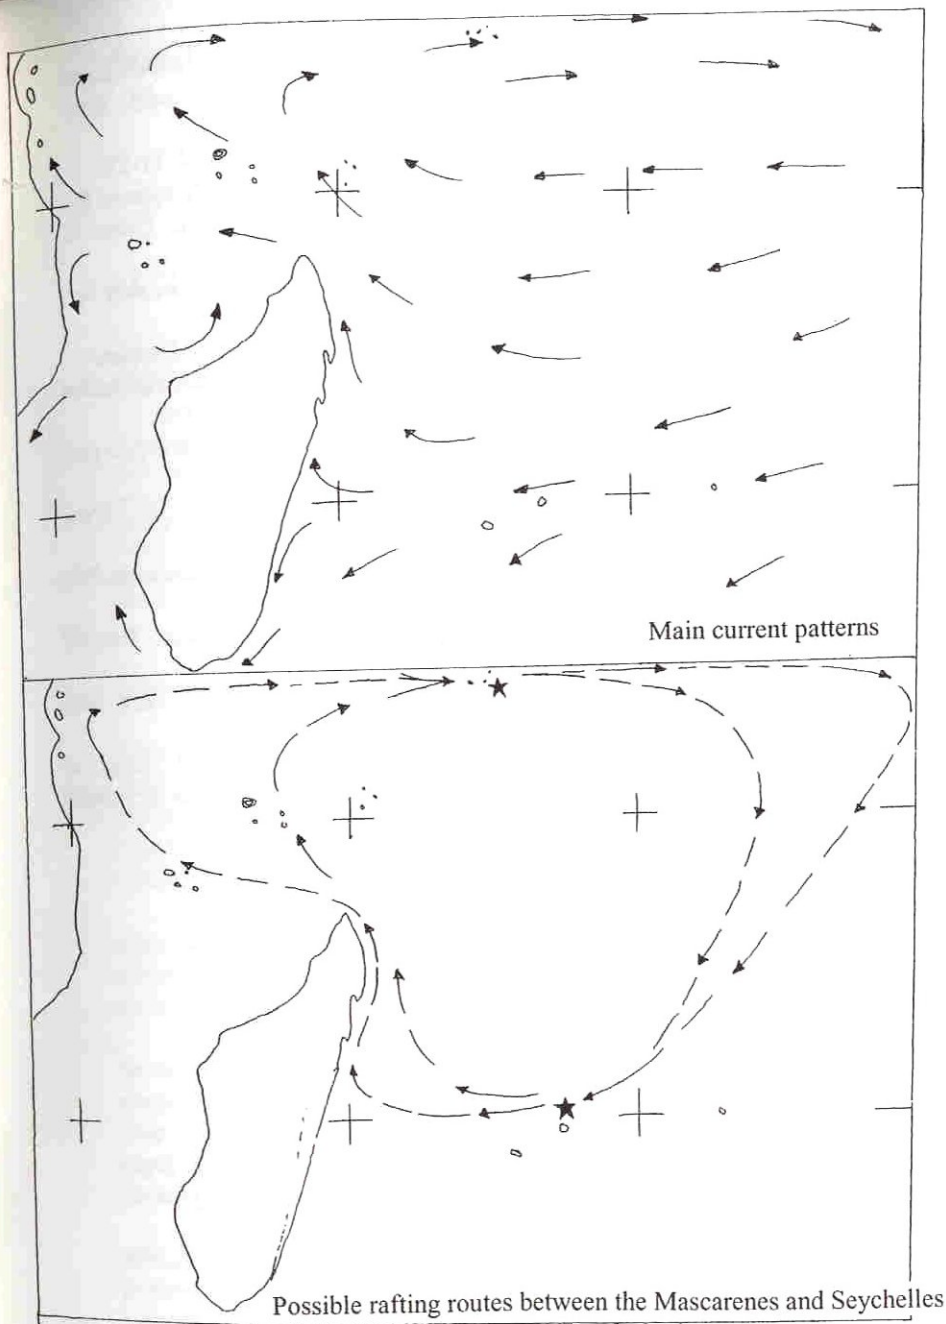 Main current patterns
Possible rafting routes between the Mascarenes and Seychelles